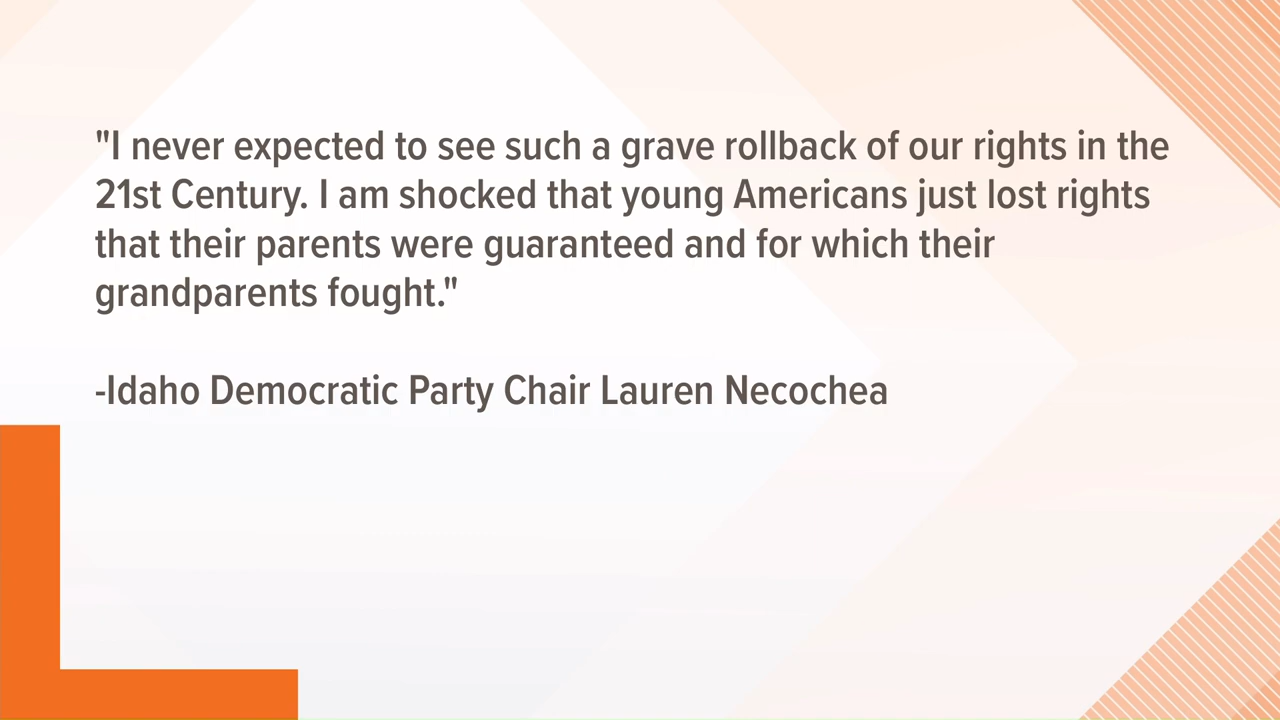 "I never expected to see such a grave rollback of our rights in the
21st Century. I am shocked that young Americans just lost rights
that their parents were guaranteed and for which their
grandparents fought."
-Idaho Democratic Party Chair Lauren Necochea